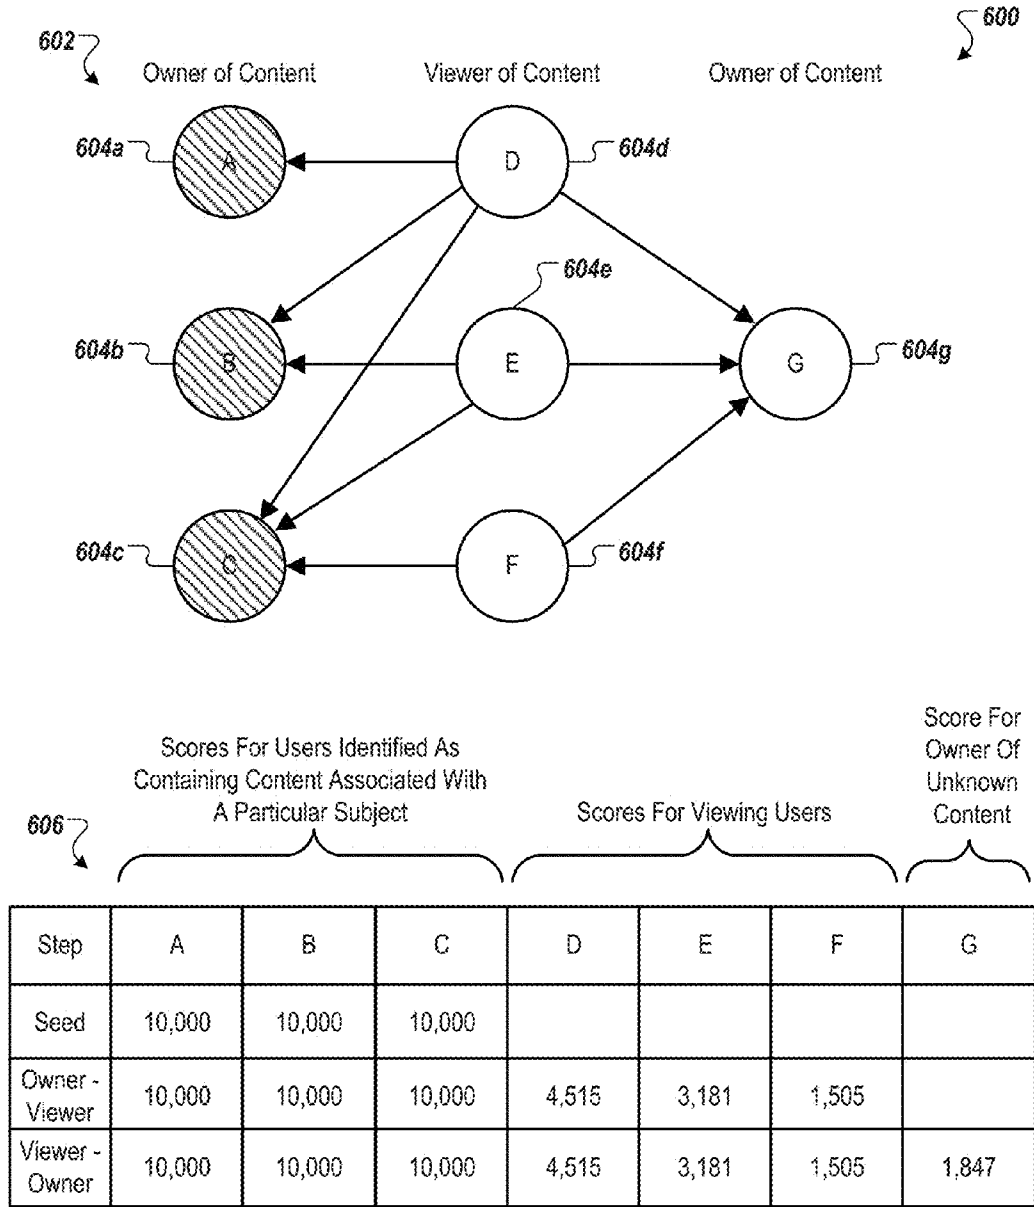 602
600
Owner of Content
Viewer of Content
Owner of Content
604a
A
D
604d
604e
604b
B
E
G
604g
604c
C
F
604f
Score For
Owner Of
Unknown
Content
Scores For Users Identified As
Containing Content Associated With
A Particular Subject
Scores For Viewing Users
606
Step A B C D E F G
Seed 10,000 10,000 10,000
Owner -
Viewer 10,000 10,000 10,000 4,515 3,181 1,505
Viewer -
Owner 10,000 10,000 10,000 4,515 3,181 1,505 1,847